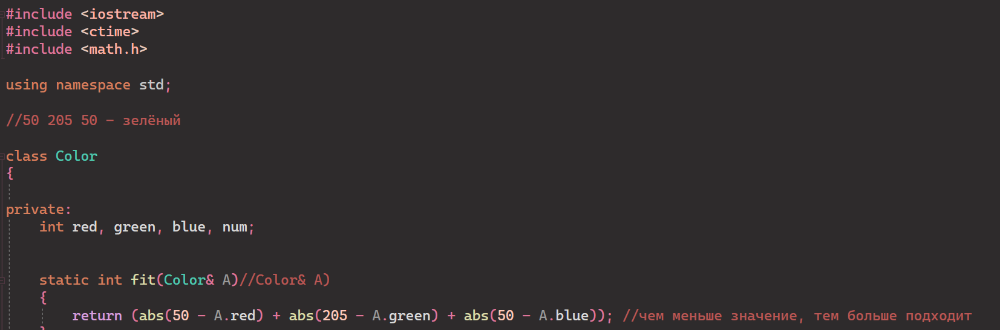 #include <iostream>
#include <ctime>
#include <math.h>
using namespace std;
//50 205 50 - зелёный
class Color
{
private:
int red, green, blue, num;
static int fit(Color& A)//Color& A)
{
return (abs(50 - A.red) + abs(205 - A.green) + abs(50 - A.blue)); //чем меньше значение, тем больше подходит
}